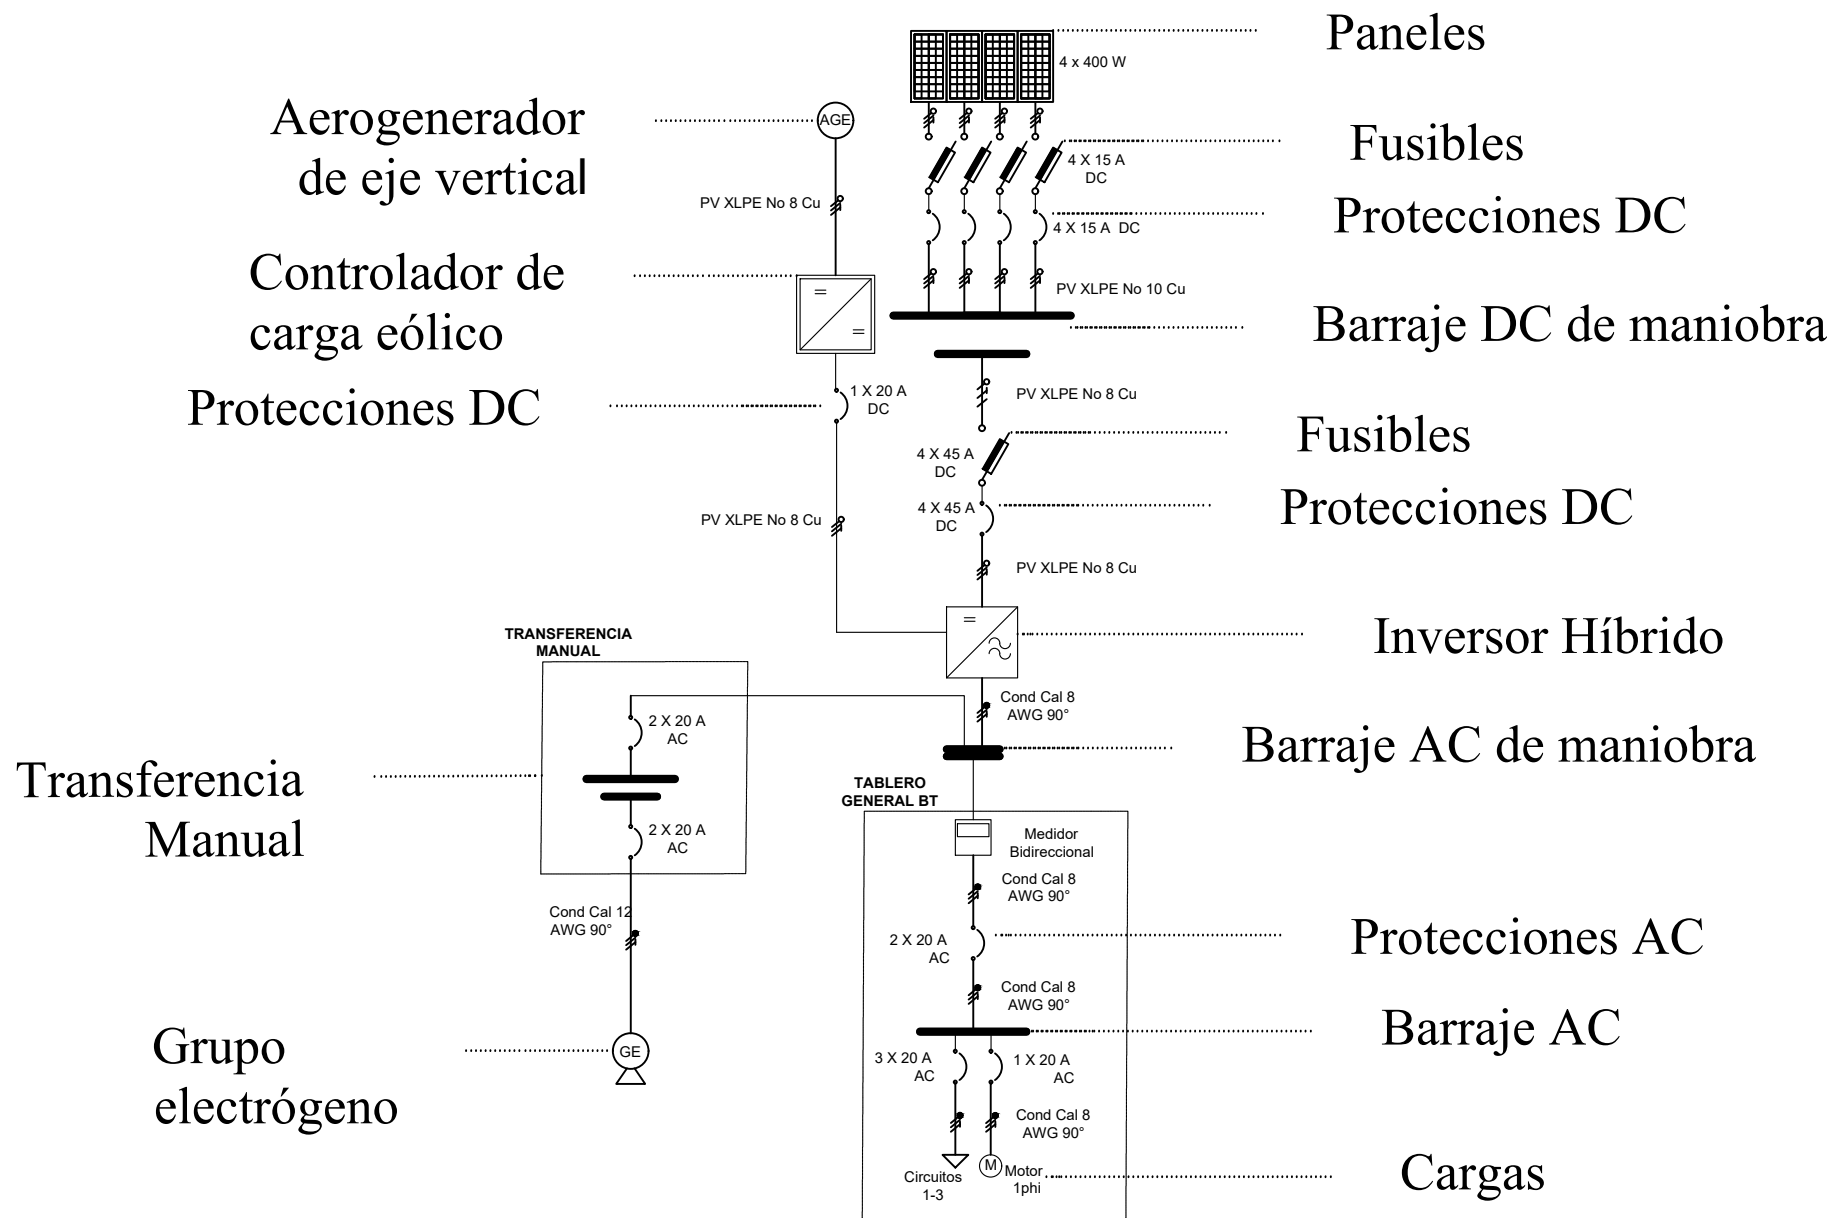 Paneles
4 x 400 W
Aerogenerador
de eje vertical
AGE
Fusibles
4 X 15 A
DC
PV XLPE No 8 Cu
Protecciones DC
4 X 15 A DC
Controlador de
carga eólico
PV XLPE No 10 Cu
Barraje DC de maniobra
Protecciones DC
1 X 20 A
DC
PV XLPE No 8 Cu
Fusibles
4 X 45 A
DC
Protecciones DC
4 X 45 A
DC
PV XLPE No 8 Cu
PV XLPE No 8 Cu
Inversor Híbrido
TRANSFERENCIA
MANUAL
Cond Cal 8
AWG 90°
2 X 20 A
AC
Barraje AC de maniobra
Transferencia
Manual
TABLERO
GENERAL BT
2 X 20 A
AC
Medidor
Bidireccional
Cond Cal 8
AWG 90°
Cond Cal 12
AWG 90°
2 X 20 A
AC
Protecciones AC
Cond Cal 8
AWG 90°
Barraje AC
Grupo
electrógeno
GE
3 X 20 A
AC
1 X 20 A
AC
Cond Cal 8
AWG 90°
Circuitos
1-3
M
Motor
1phi
Cargas